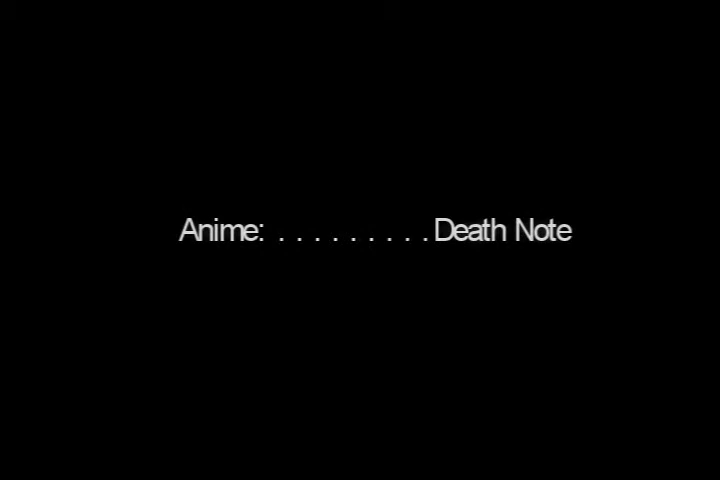 Anime: . . . . . . . . . Death Note